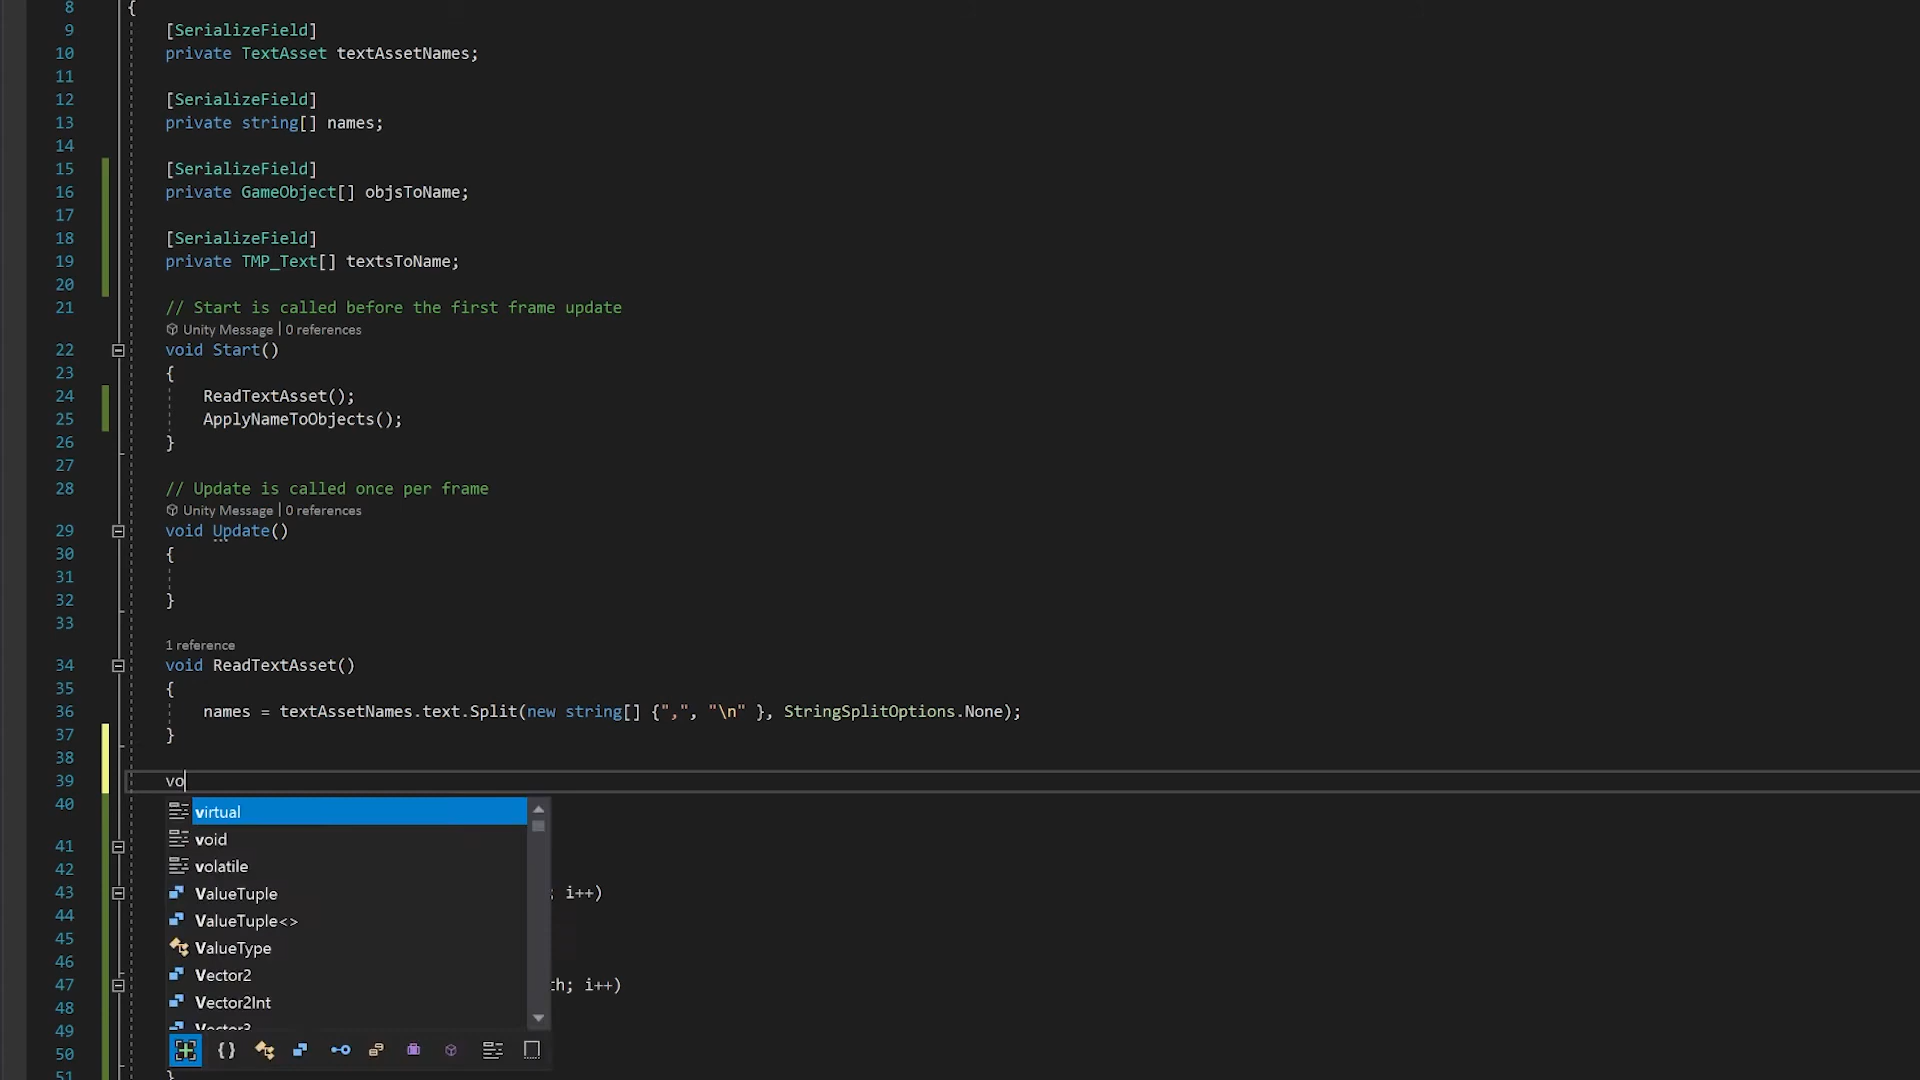 8 {
9 [SerializeField]
10 private TextAsset textAssetNames;
11
12 [SerializeField]
13 private string[] names;
14
15 [SerializeField]
16 private GameObject[] objsToName;
17
18 [SerializeField]
19 private TMP_Text[] textsToName;
20
21 // Start is called before the first frame update
Unity Message | 0 references
22 void Start()
23 {
24 ReadTextAsset();
25 ApplyNameToObjects();
26 }
27
28 // Update is called once per frame
Unity Message | 0 references
29 void Update()
30 {
31
32 }
33
1 reference
34 void ReadTextAsset()
35 {
36 names = textAssetNames.text.Split(new string[] {",", "\n" }, StringSplitOptions.None);
37 }
38
39 vo
40 virtual
void
41 volatile
42
43 ValueTuple ; i++)
44 ValueTuple<>
45 ValueType
46
47 Vector2 th; i++)
48 Vector2Int
49 Vector3
50 {}
51 }